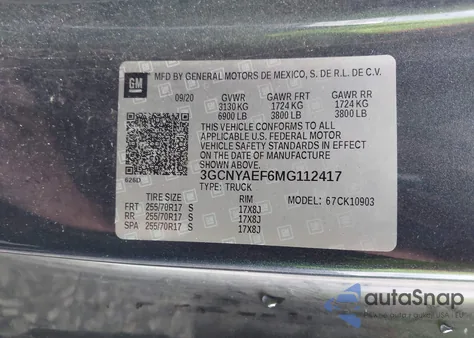 GM
MFD BY GENERAL MOTORS DE MEXICO, S. DE R.L. DE C.V.
09/20 GVWR GAWR FRT GAWR RR
3130 KG 1724 KG 1724 KG
6900 LB 3800 LB 3800 LB
THIS VEHICLE CONFORMS TO ALL
APPLICABLE U.S. FEDERAL MOTOR
VEHICLE SAFETY STANDARDS IN EFFECT
ON THE DATE OF MANUFACTURE
SHOWN ABOVE.
3GCNYAEF6MG112417
TYPE: TRUCK
TIRE SIZE RIM MODEL: 67CK10903
FRT 255/70R17 S 17X8J
RR 255/70R17 S 17X8J
SPA 255/70R17 S 17X8J
autoSnap